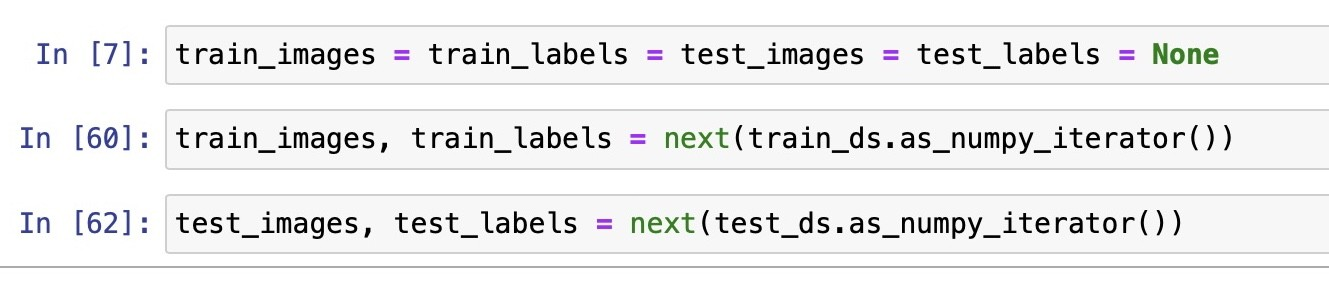 In [7]: train_images = train_labels = test_images = test_labels = None
In [60]: train_images, train_labels = next(train_ds.as_numpy_iterator())
In [62]: test_images, test_labels = next(test_ds.as_numpy_iterator())